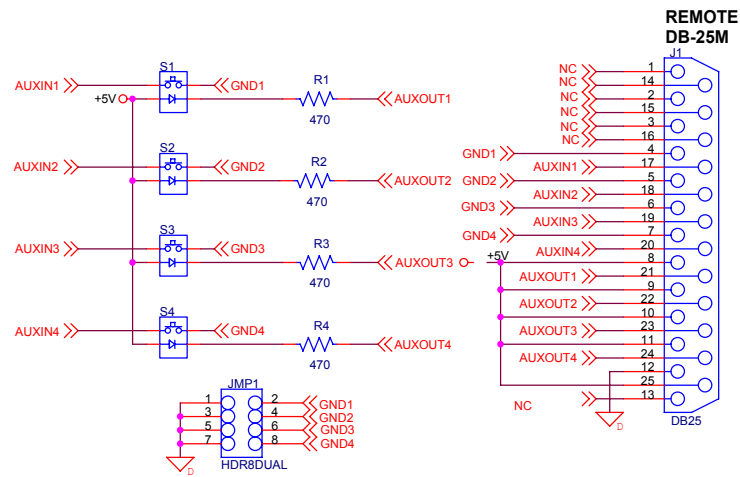 REMOTE
DB-25M
J1
S1
AUXIN1
GND1
+5V
R1
470
AUXOUT1
S2
AUXIN2
GND2
R2
470
AUXOUT2
S3
AUXIN3
GND3
R3
470
AUXOUT3
S4
AUXIN4
GND4
R4
470
AUXOUT4
NC 1
14
NC 2
NC 15
NC 3
NC 16
NC
GND1 4
AUXIN1 17
GND2 5
AUXIN2 18
GND3 6
AUXIN3 19
GND4 7
AUXIN4 20
+5V 8
AUXOUT1 21
9
AUXOUT2 22
10
AUXOUT3 23
11
AUXOUT4 24
12
25
NC 13
D
DB25
JMP1
1 2 GND1
3 4 GND2
5 6 GND3
7 8 GND4
D
HDR8DUAL